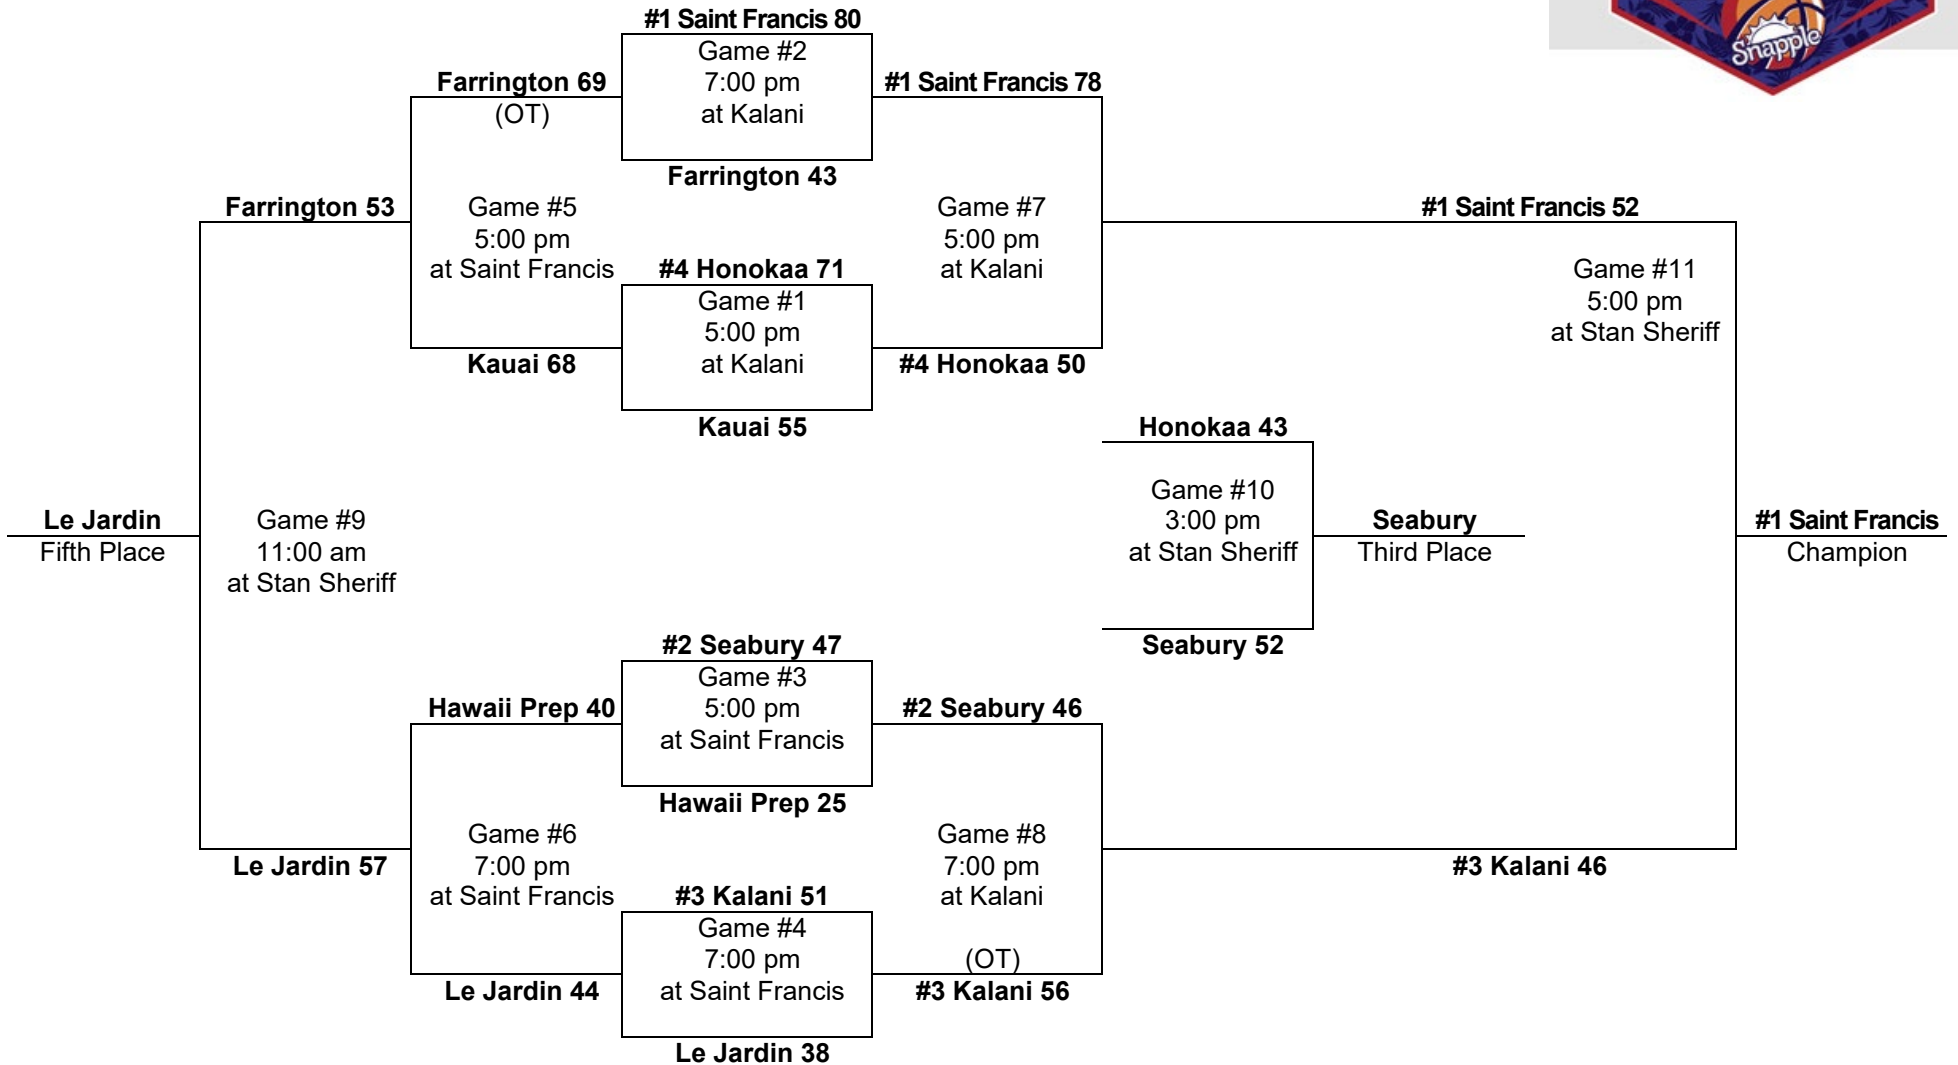 #1 Saint Francis 80
Game #2
7:00 pm
at Kalani
Farrington 43
Farrington 69
(OT)
#1 Saint Francis 78
Snapple
Farrington 53
Game #5
5:00 pm
at Saint Francis
#4 Honokaa 71
Game #1
5:00 pm
at Kalani
Kauai 55
Kauai 68
Game #7
5:00 pm
at Kalani
#4 Honokaa 50
#1 Saint Francis 52
Game #11
5:00 pm
at Stan Sheriff
Honokaa 43
Game #10
3:00 pm
at Stan Sheriff
Seabury 52
Seabury
Third Place
#1 Saint Francis
Champion
Le Jardin
Fifth Place
Game #9
11:00 am
at Stan Sheriff
#2 Seabury 47
Game #3
5:00 pm
at Saint Francis
Hawaii Prep 25
Hawaii Prep 40
#2 Seabury 46
Game #6
7:00 pm
at Saint Francis
Le Jardin 57
Game #8
7:00 pm
at Kalani
(OT)
#3 Kalani 56
#3 Kalani 46
#3 Kalani 51
Game #4
7:00 pm
at Saint Francis
Le Jardin 38
Le Jardin 44